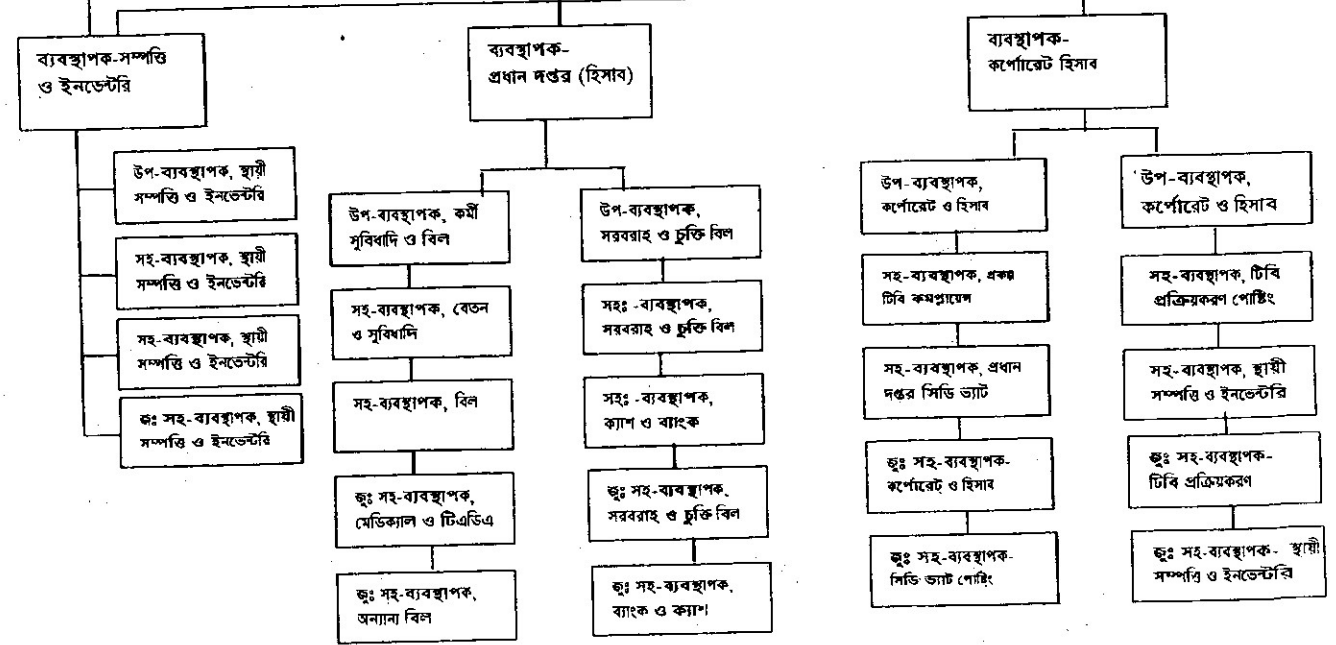 ব্যবস্থাপক-সম্পত্তি
ও ইনভেন্টরি
উপ-ব্যবস্থাপক, স্থায়ী
সম্পত্তি ও ইনভেন্টরি
সহ-ব্যবস্থাপক, স্থায়ী
সম্পত্তি ও ইনভেন্টরি
সহ-ব্যবস্থাপক, স্থায়ী
সম্পত্তি ও ইনভেন্টরি
জুঃ সহ-ব্যবস্থাপক, স্থায়ী
সম্পত্তি ও ইনভেন্টরি
ব্যবস্থাপক-
প্রধান দপ্তর (হিসাব)
উপ-ব্যবস্থাপক, কর্মী
সুবিধাদি ও বিল
সহ-ব্যবস্থাপক, বেতন
ও সুবিধাদি
সহ-ব্যবস্থাপক, বিল
জুঃ সহ-ব্যবস্থাপক,
মেডিক্যাল ও টিএডিএ
জুঃ সহ-ব্যবস্থাপক,
অন্যান্য বিল
উপ-ব্যবস্থাপক,
সরবরাহ ও চুক্তি বিল
সহঃ -ব্যবস্থাপক,
সরবরাহ ও চুক্তি বিল
সহঃ -ব্যবস্থাপক,
ক্যাশ ও ব্যাংক
জুঃ সহ-ব্যবস্থাপক,
সরবরাহ ও চুক্তি বিল
জুঃ সহ-ব্যবস্থাপক,
ব্যাংক ও ক্যাশ
ব্যবস্থাপক-
কর্পোরেট হিসাব
উপ-ব্যবস্থাপক,
কর্পোরেট ও হিসাব
সহ-ব্যবস্থাপক, প্রকল্প
টিবি কমপ্লায়েন্স
সহ-ব্যবস্থাপক, প্রধান
দপ্তর সিডি ভ্যাট
জুঃ সহ-ব্যবস্থাপক-
কর্পোরেট ও হিসাব
জুঃ সহ-ব্যবস্থাপক-
সিডি ভ্যাট পোষ্টিং
উপ-ব্যবস্থাপক,
কর্পোরেট ও হিসাব
সহ-ব্যবস্থাপক, টিবি
প্রক্রিয়করণ পোষ্টিং
সহ-ব্যবস্থাপক, স্থায়ী
সম্পত্তি ও ইনভেন্টরি
জুঃ সহ-ব্যবস্থাপক-
টিবি প্রক্রিয়করণ
জুঃ সহ-ব্যবস্থাপক- স্থায়ী
সম্পত্তি ও ইনভেন্টরি